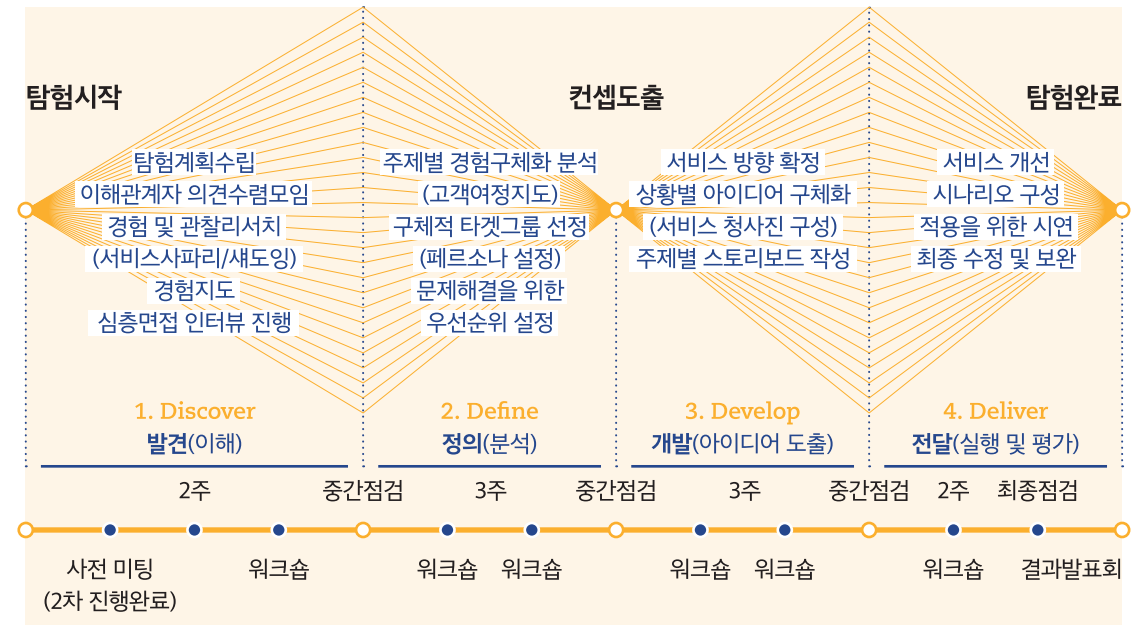 탐험시작
컨셉도출
탐험완료
탐험계획수립
이해관계자 의견수렴모임
경험 및 관찰리서치
(서비스사파리/섀도잉)
경험지도
심층면접 인터뷰 진행
주제별 경험구체화 분석
(고객여정지도)
구체적 타겟그룹 선정
(페르소나 설정)
문제해결을 위한
우선순위 설정
서비스 방향 확정
상황별 아이디어 구체화
(서비스 청사진 구성)
주제별 스토리보드 작성
서비스 개선
시나리오 구성
적용을 위한 시연
최종 수정 및 보완
1. Discover
발견(이해)
2. Define
정의(분석)
3. Develop
개발(아이디어 도출)
4. Deliver
전달(실행 및 평가)
2주
중간점검
3주
중간점검
3주
중간점검
2주
최종점검
사전 미팅
(2차 진행완료)
워크숍
워크숍
워크숍
워크숍
워크숍
워크숍
결과발표회